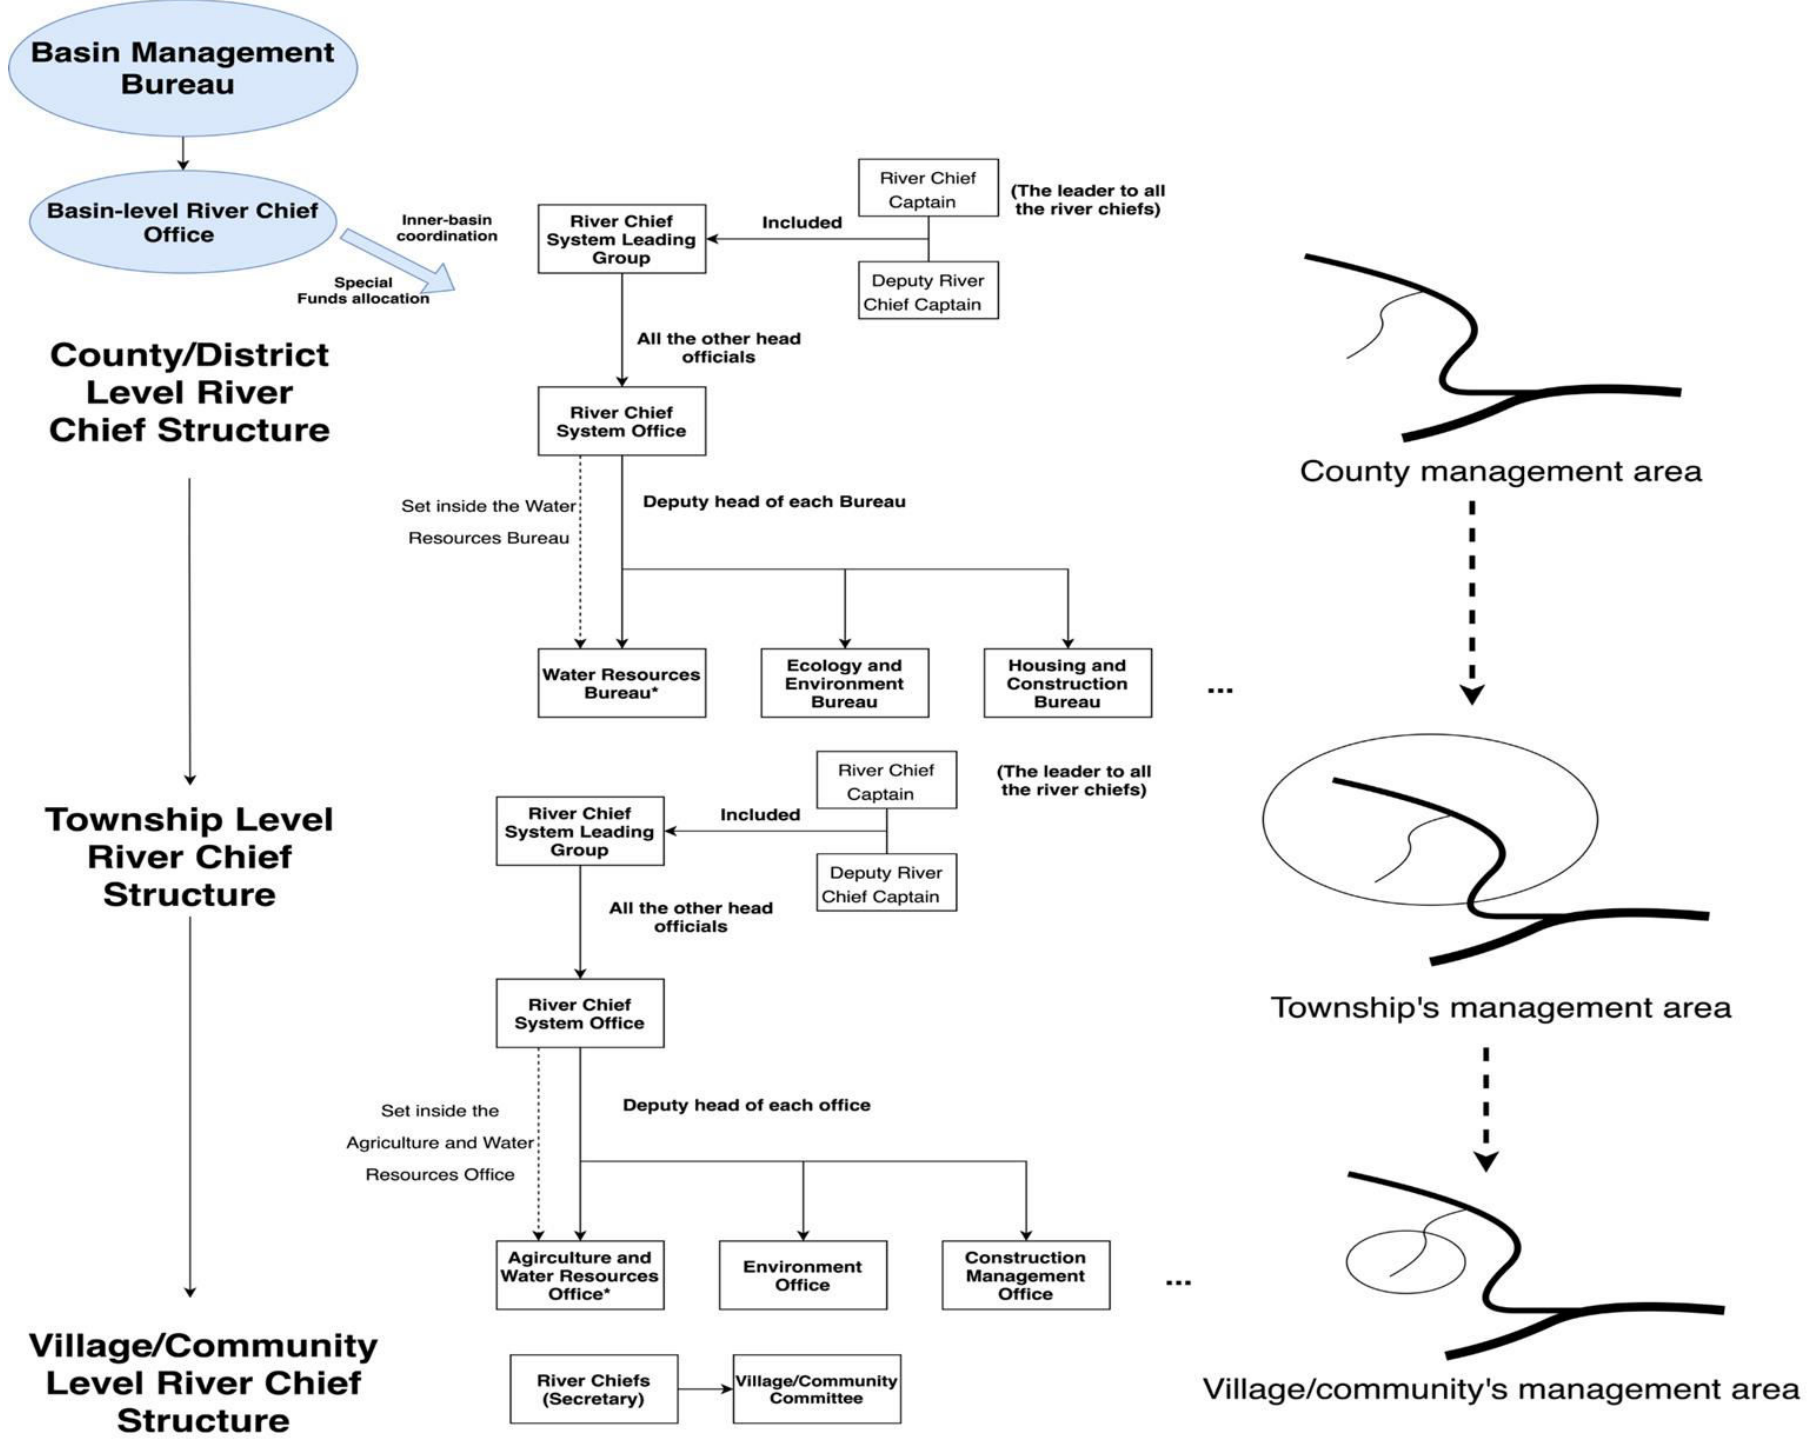 Basin Management
Bureau
Basin-level River Chief
Office
Inner-basin
coordination
Special
Funds allocation
County/District
Level River
Chief Structure
River Chief
System Leading
Group
Included
River Chief
Captain
(The leader to all
the river chiefs)
Deputy River
Chief Captain
All the other head
officials
River Chief
System Office
Set inside the Water
Resources Bureau
Deputy head of each Bureau
Water Resources
Bureau*
Ecology and
Environment
Bureau
Housing and
Construction
Bureau
...
County management area
Township Level
River Chief
Structure
River Chief
System Leading
Group
Included
River Chief
Captain
(The leader to all
the river chiefs)
Deputy River
Chief Captain
All the other head
officials
River Chief
System Office
Set inside the
Agriculture and Water
Resources Office
Deputy head of each office
Agirculture and
Water Resources
Office*
Environment
Office
Construction
Management
Office
...
Township's management area
Village/Community
Level River Chief
Structure
River Chiefs
(Secretary)
Village/Community
Committee
Village/community's management area